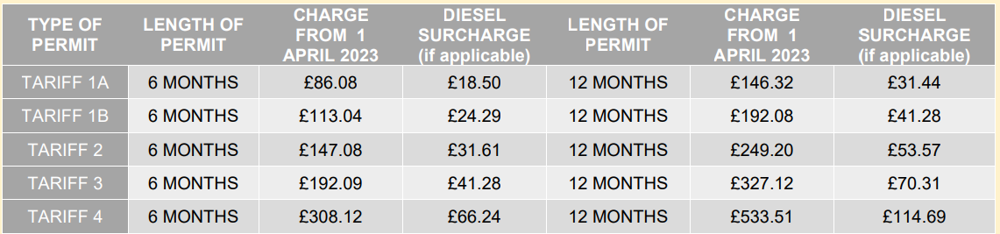 TYPE OF PERMIT LENGTH OF PERMIT CHARGE FROM 1 APRIL 2023 DIESEL SURCHARGE (if applicable) LENGTH OF PERMIT CHARGE FROM 1 APRIL 2023 DIESEL SURCHARGE (if applicable)
TARIFF 1A 6 MONTHS £86.08 £18.50 12 MONTHS £146.32 £31.44
TARIFF 1B 6 MONTHS £113.04 £24.29 12 MONTHS £192.08 £41.28
TARIFF 2 6 MONTHS £147.08 £31.61 12 MONTHS £249.20 £53.57
TARIFF 3 6 MONTHS £192.09 £41.28 12 MONTHS £327.12 £70.31
TARIFF 4 6 MONTHS £308.12 £66.24 12 MONTHS £533.51 £114.69